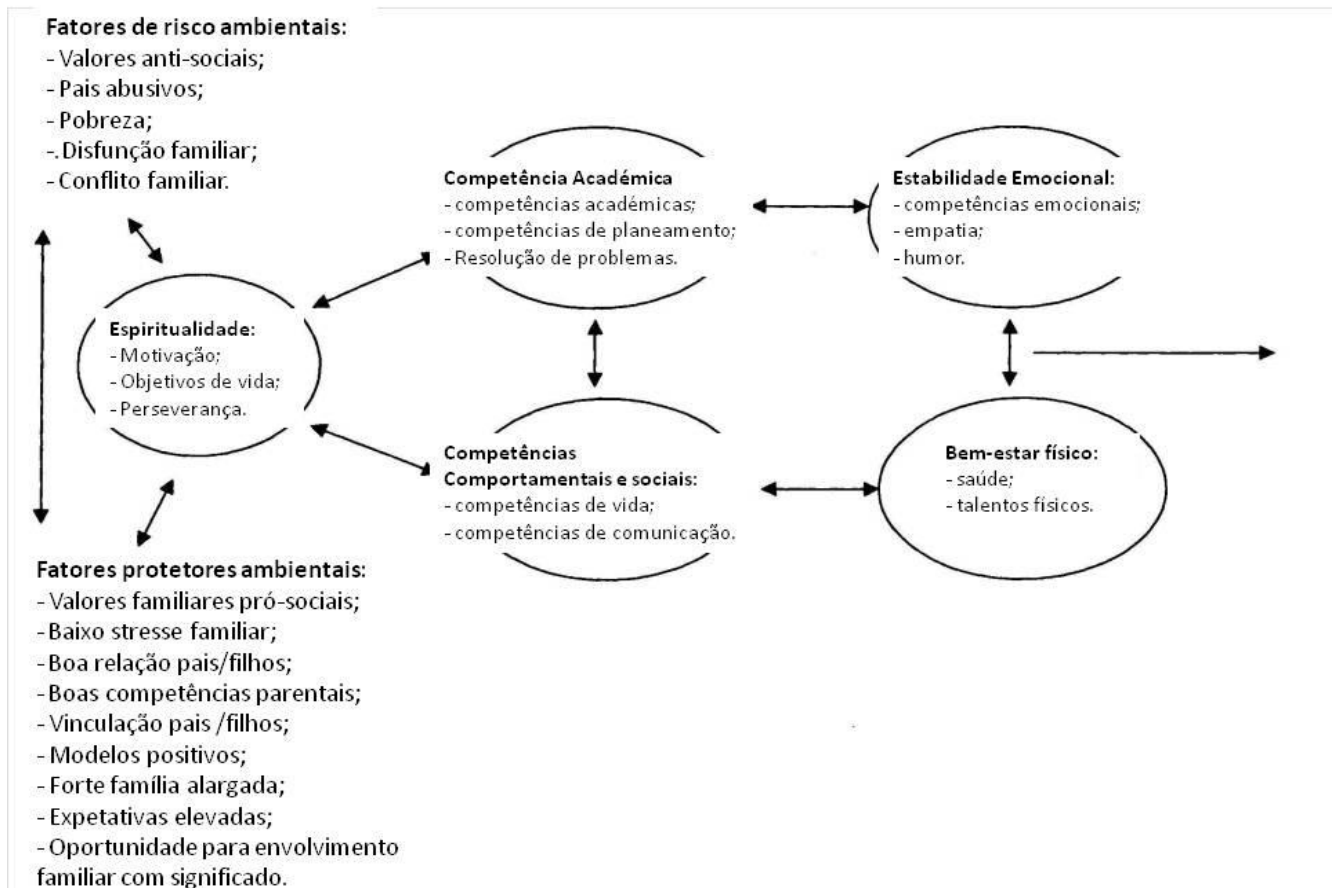 Fatores de risco ambientais:
- Valores anti-sociais;
- Pais abusivos;
- Pobreza;
-. Disfunção familiar;
- Conflito familiar.
Competência Académica
- competências académicas;
- competências de planeamento;
- Resolução de problemas.
Estabilidade Emocional:
- competências emocionais;
- empatia;
- humor.
Espiritualidade:
- Motivação;
- Objetivos de vida;
- Perseverança.
Competências
Comportamentais e sociais:
- competências de vida;
- competências de comunicação.
Bem-estar físico:
- saúde;
- talentos físicos.
Fatores protetores ambientais:
- Valores familiares pró-sociais;
- Baixo stresse familiar;
- Boa relação pais/filhos;
- Boas competências parentais;
- Vinculação pais /filhos;
- Modelos positivos;
- Forte família alargada;
- Expetativas elevadas;
- Oportunidade para envolvimento
familiar com significado.